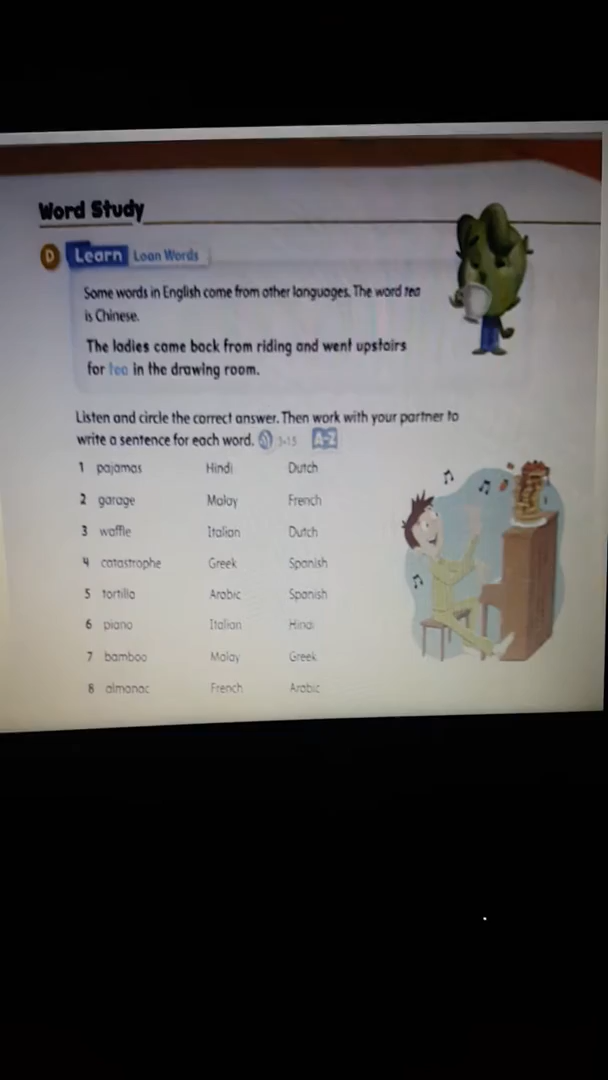 Word Study
D Learn Loan Words
Some words in English come from other languages. The word tea
is Chinese.
The ladies came back from riding and went upstairs
for tea in the drawing room.
Listen and circle the correct answer. Then work with your partner to
write a sentence for each word. 3-15 A-Z
1 pajamas Hindi Dutch
2 garage Malay French
3 waffle Italian Dutch
4 catastrophe Greek Spanish
5 tortilla Arabic Spanish
6 piano Italian Hindi
7 bamboo Malay Greek
8 almanac French Arabic